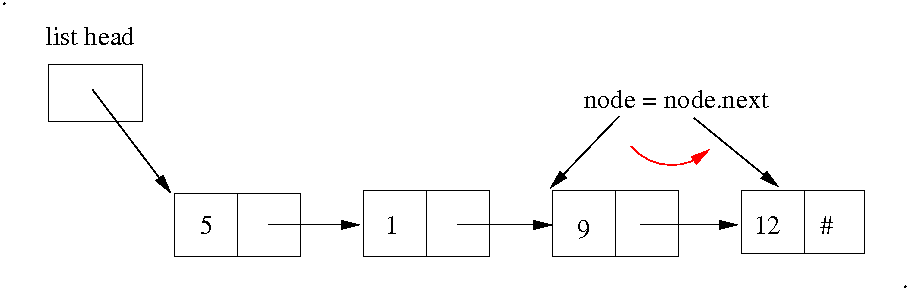 list head
node = node.next
5 1 9 12 #